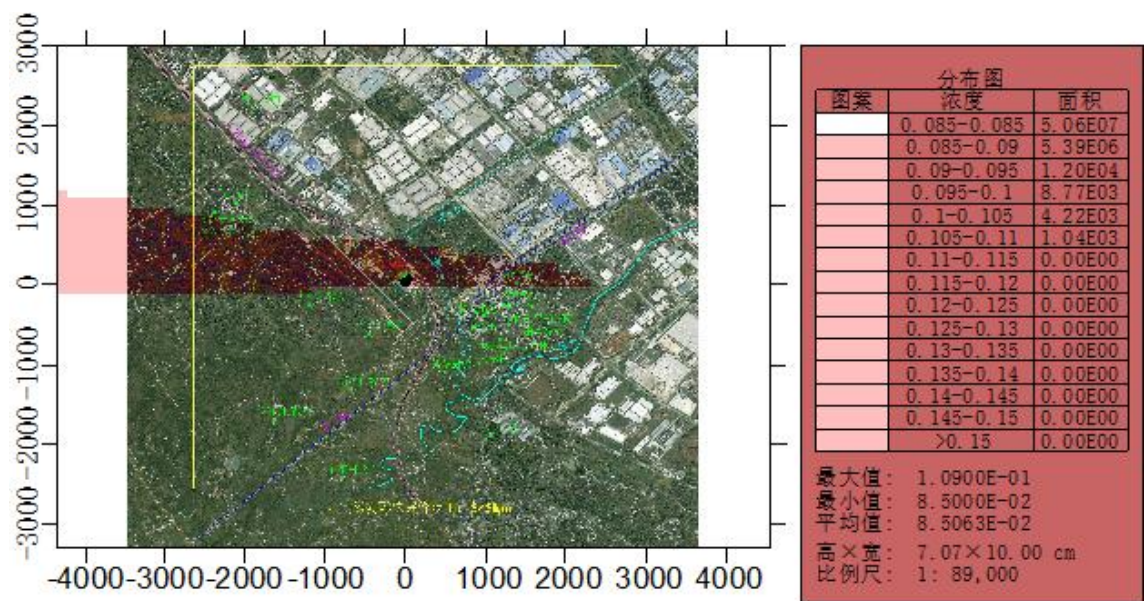 3000
2000
1000
0
-1000
-2000
-3000
-4000 -3000 -2000 -1000 0 1000 2000 3000 4000
分布图
图案 浓度 面积
0.085-0.085 5.06E07
0.085-0.09 5.39E06
0.09-0.095 1.20E04
0.095-0.1 8.77E03
0.1-0.105 4.22E03
0.105-0.11 1.04E03
0.11-0.115 0.00E00
0.115-0.12 0.00E00
0.12-0.125 0.00E00
0.125-0.13 0.00E00
0.13-0.135 0.00E00
0.135-0.14 0.00E00
0.14-0.145 0.00E00
0.145-0.15 0.00E00
>0.15 0.00E00
最大值: 1.0900E-01
最小值: 8.5000E-02
平均值: 8.5063E-02
高×宽: 7.07×10.00 cm
比例尺: 1: 89,000